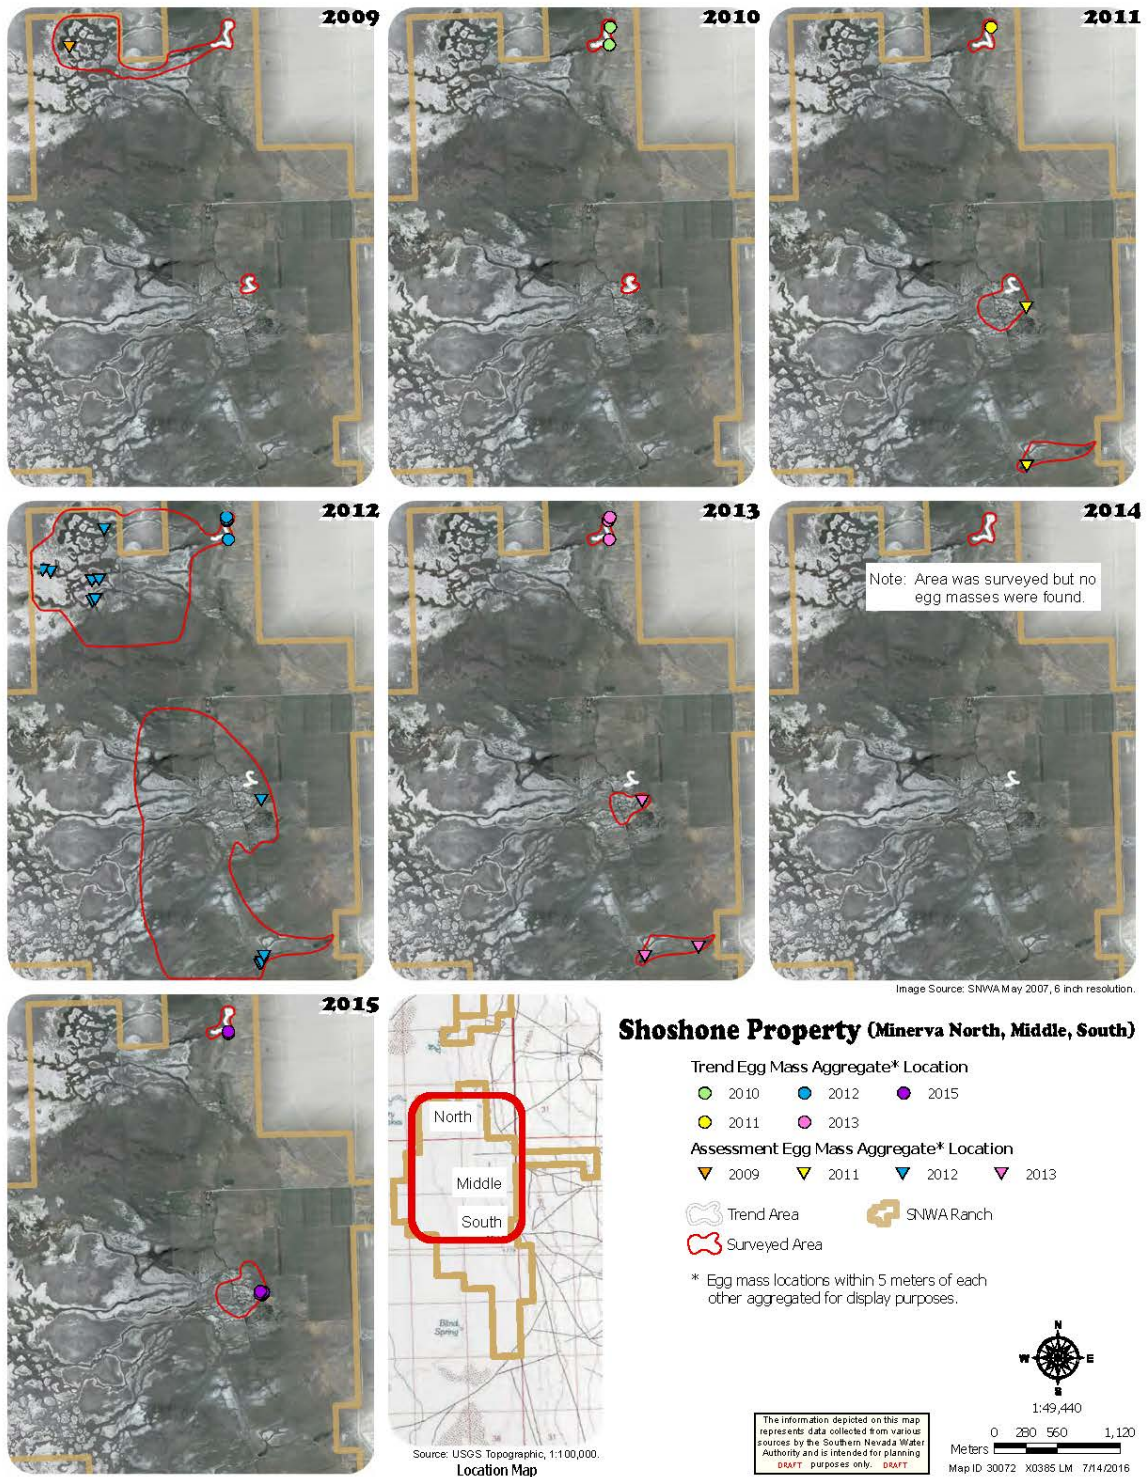 2009
2010
2011
2012
2013
2014
Note: Area was surveyed but no
egg masses were found.
Image Source: SNWA May 2007, 6 inch resolution.
2015
North
Middle
South
31
Blind
Spring
36
31
Source: USGS Topographic, 1:100,000.
Location Map
Shoshone Property (Minerva North, Middle, South)
Trend Egg Mass Aggregate* Location
2010 2012 2015
2011 2013
Assessment Egg Mass Aggregate* Location
2009 2011 2012 2013
Trend Area SNWA Ranch
Surveyed Area
* Egg mass locations within 5 meters of each
other aggregated for display purposes.
N
W E
S
1:49,440
0 280 560 1,120
Meters
The information depicted on this map
represents data collected from various
sources by the Southern Nevada Water
Authority and is intended for planning
DRAFT purposes only. DRAFT
Map ID 30072 X0385 LM 7/14/2016